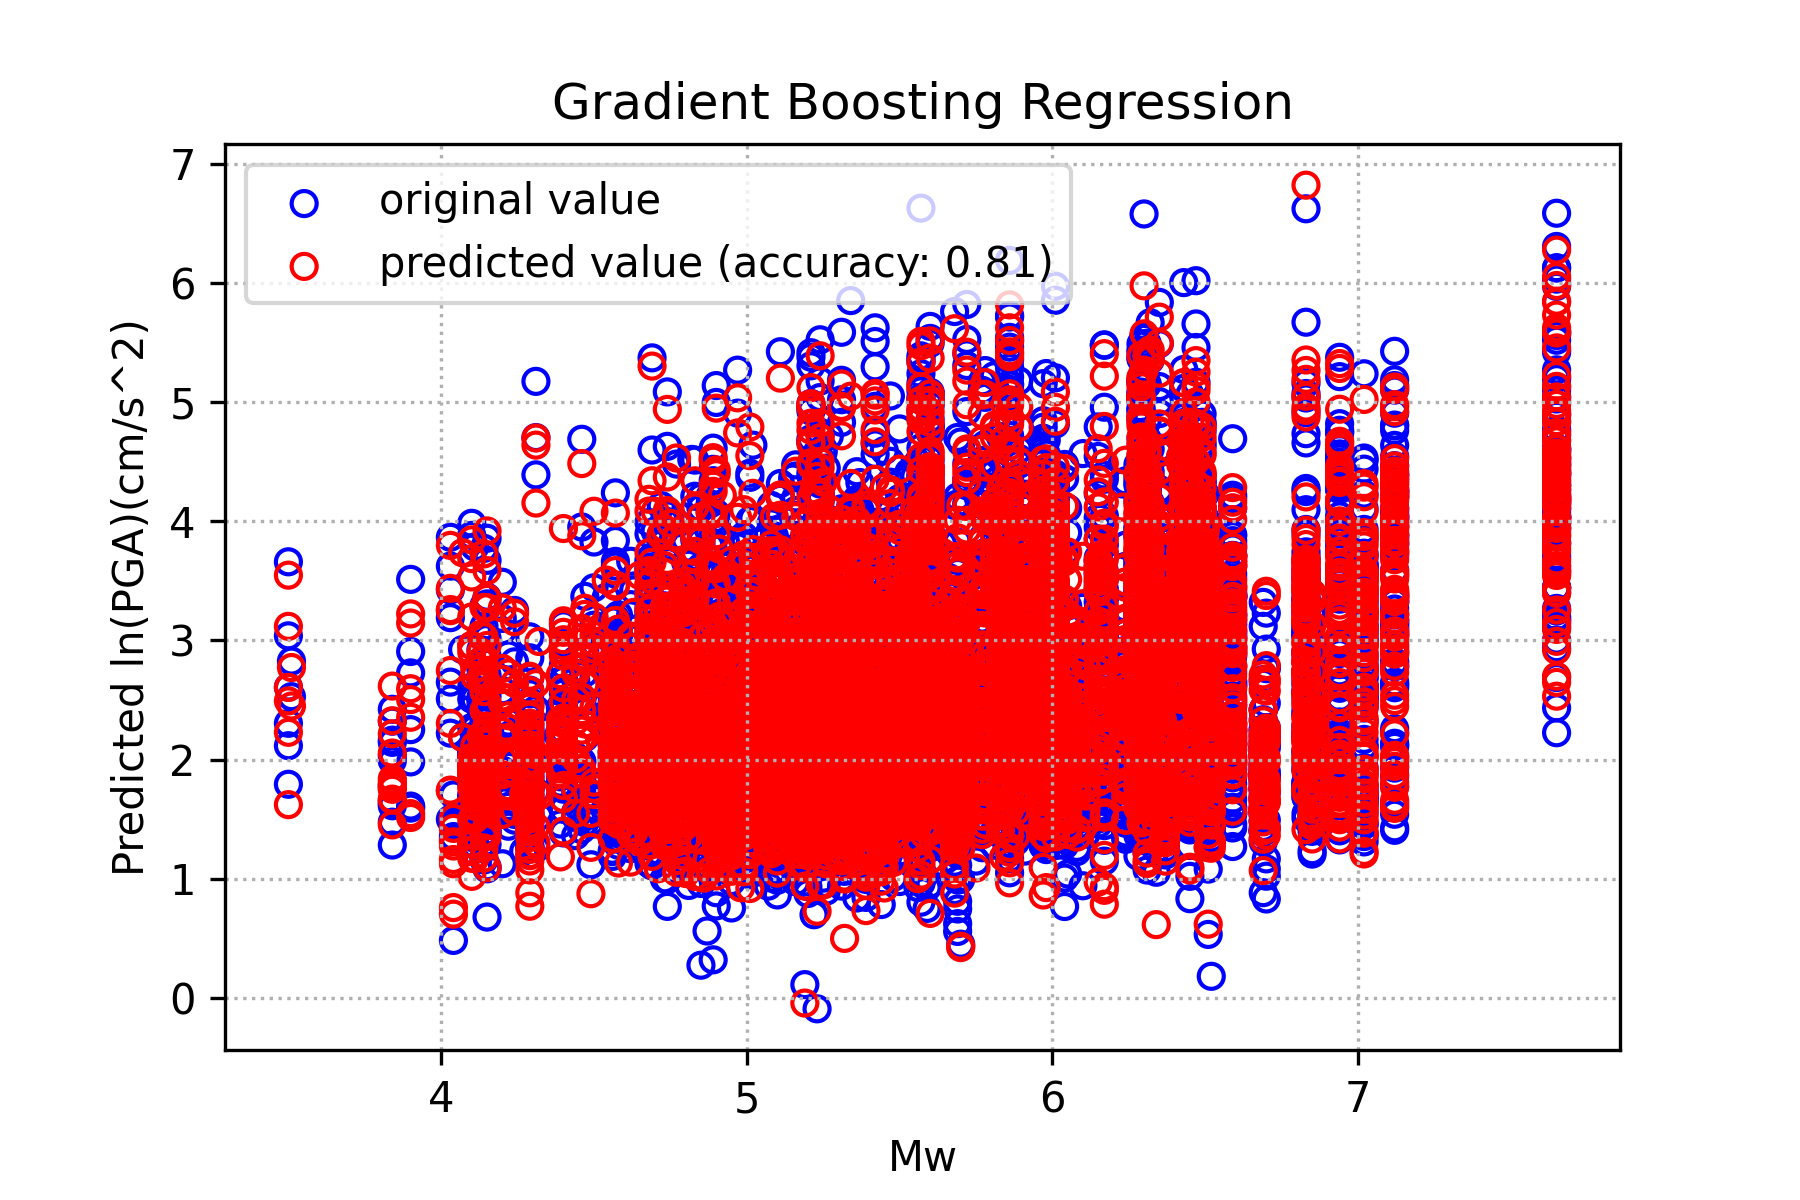 Gradient Boosting Regression
original value
predicted value (accuracy: 0.81)
Predicted ln(PGA)(cm/s^2)
7
6
5
4
3
2
1
0
4 5 6 7
Mw